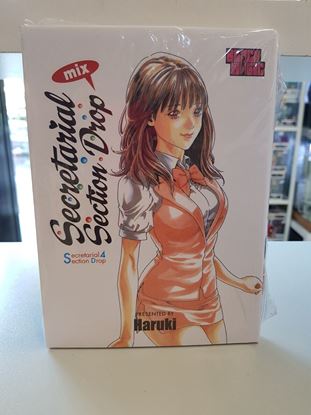 mix
Secretarial
Section Drop
Secretarial 4
Section Drop
PRESENTED BY
Haruki